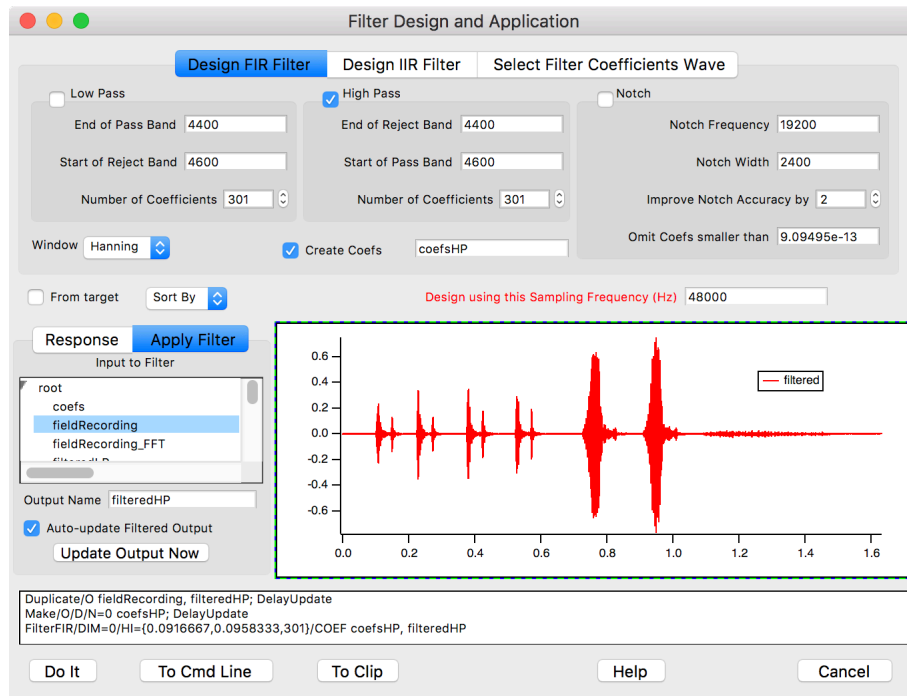 Filter Design and Application
Design FIR Filter Design IIR Filter Select Filter Coefficients Wave
Low Pass High Pass Notch
End of Pass Band 4400 End of Reject Band 4400 Notch Frequency 19200
Start of Reject Band 4600 Start of Pass Band 4600 Notch Width 2400
Number of Coefficients 301 Number of Coefficients 301 Improve Notch Accuracy by 2
Window Hanning Create Coefs coefsHP Omit Coefs smaller than 9.09495e-13
From target Sort By Design using this Sampling Frequency (Hz) 48000
Response Apply Filter
Input to Filter
root
coefs
fieldRecording
fieldRecording_FFT
Output Name filteredHP
Auto-update Filtered Output
Update Output Now
0.6
0.4
0.2
0.0
-0.2
-0.4
-0.6
0.0 0.2 0.4 0.6 0.8 1.0 1.2 1.4 1.6
filtered
Duplicate/O fieldRecording, filteredHP; DelayUpdate
Make/O/D/N=0 coefsHP; DelayUpdate
FilterFIR/DIM=0/HI={0.0916667,0.0958333,301}/COEF coefsHP, filteredHP
Do It To Cmd Line To Clip Help Cancel